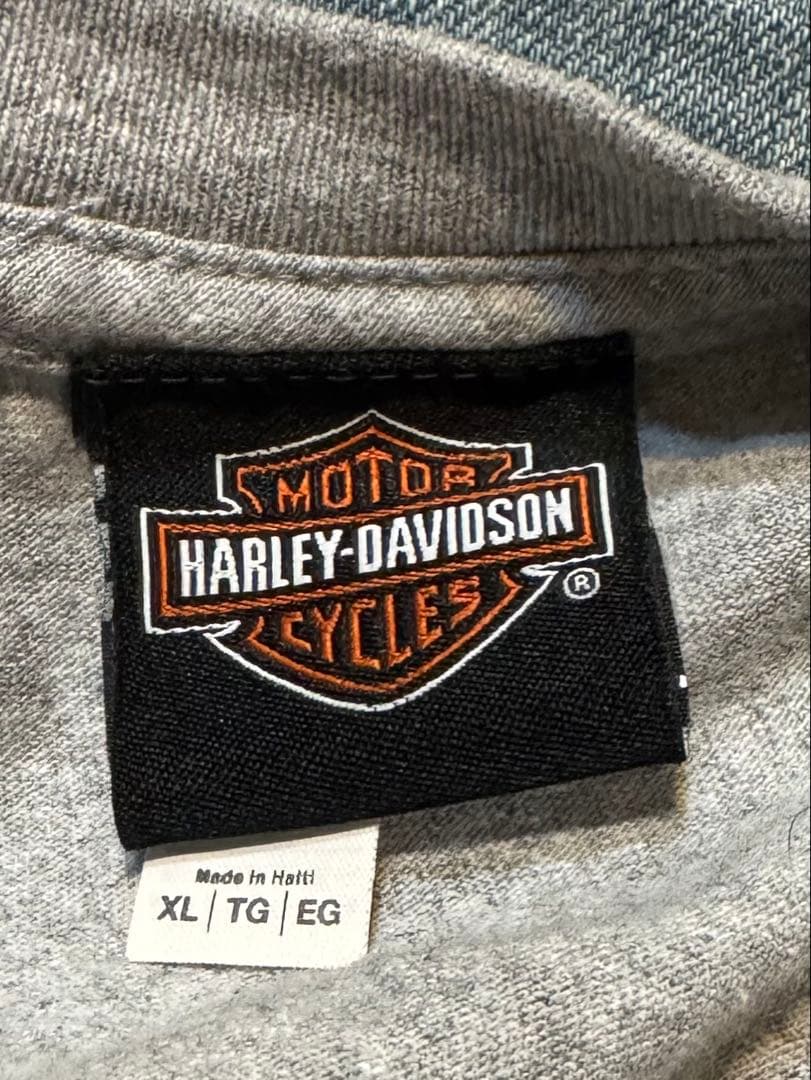 MOTOR
HARLEY-DAVIDSON
®
CYCLES
Made in Haiti
XL | TG | EG